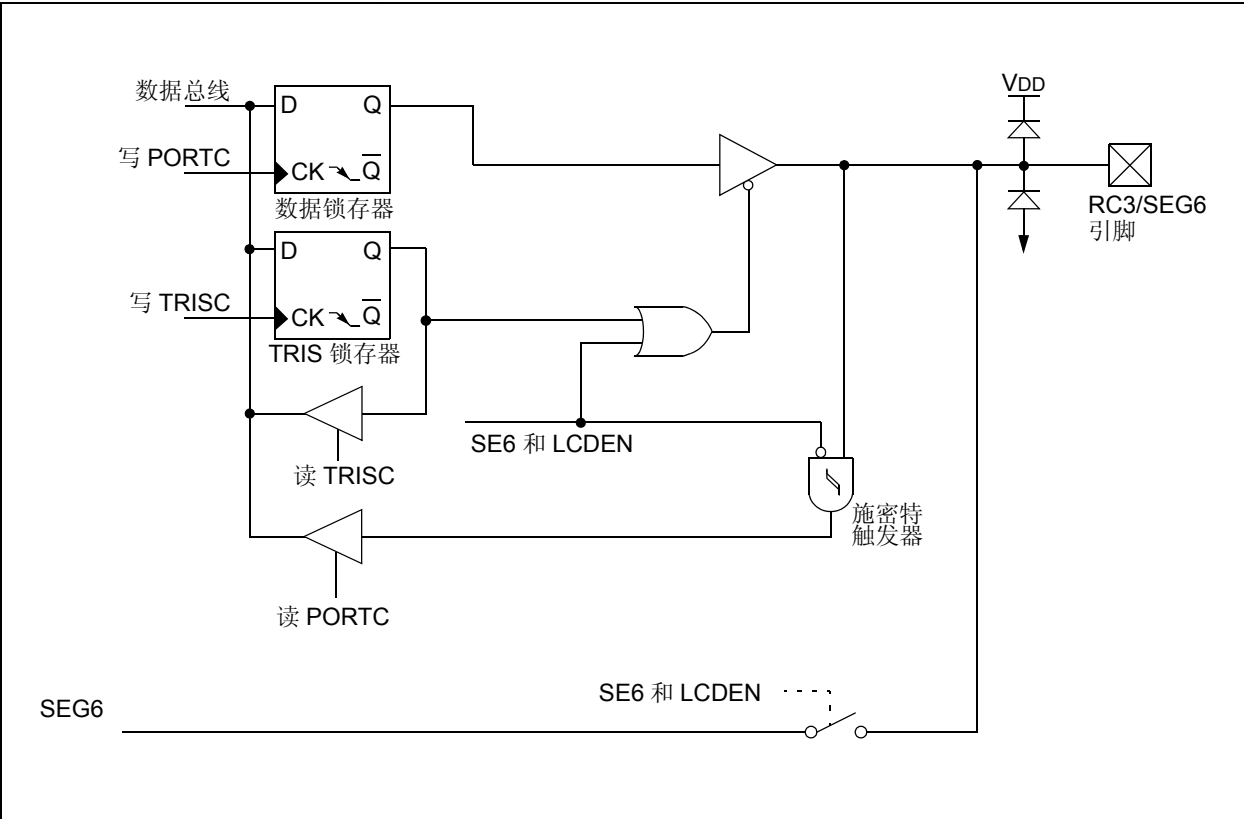 数据总线
D Q
VDD
写 PORTC
CK Q
数据锁存器
RC3/SEG6
引脚
D Q
写 TRISC
CK Q
TRIS 锁存器
SE6 和 LCDEN
读 TRISC
施密特
触发器
读 PORTC
SE6 和 LCDEN
SEG6